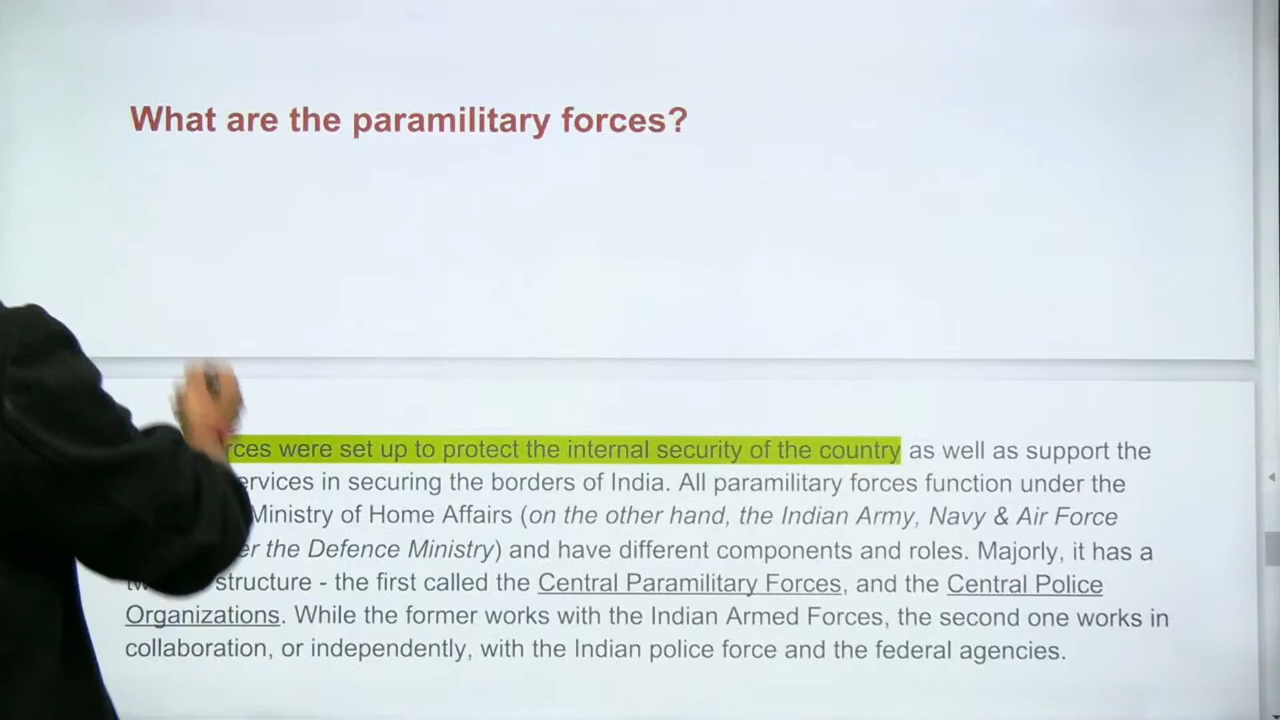 What are the paramilitary forces?
were set up to protect the internal security of the country as well as support the
in securing the borders of India. All paramilitary forces function under the
Ministry of Home Affairs (on the other hand, the Indian Army, Navy & Air Force
the Defence Ministry) and have different components and roles. Majorly, it has a
structure - the first called the Central Paramilitary Forces, and the Central Police
Organizations. While the former works with the Indian Armed Forces, the second one works in
collaboration, or independently, with the Indian police force and the federal agencies.